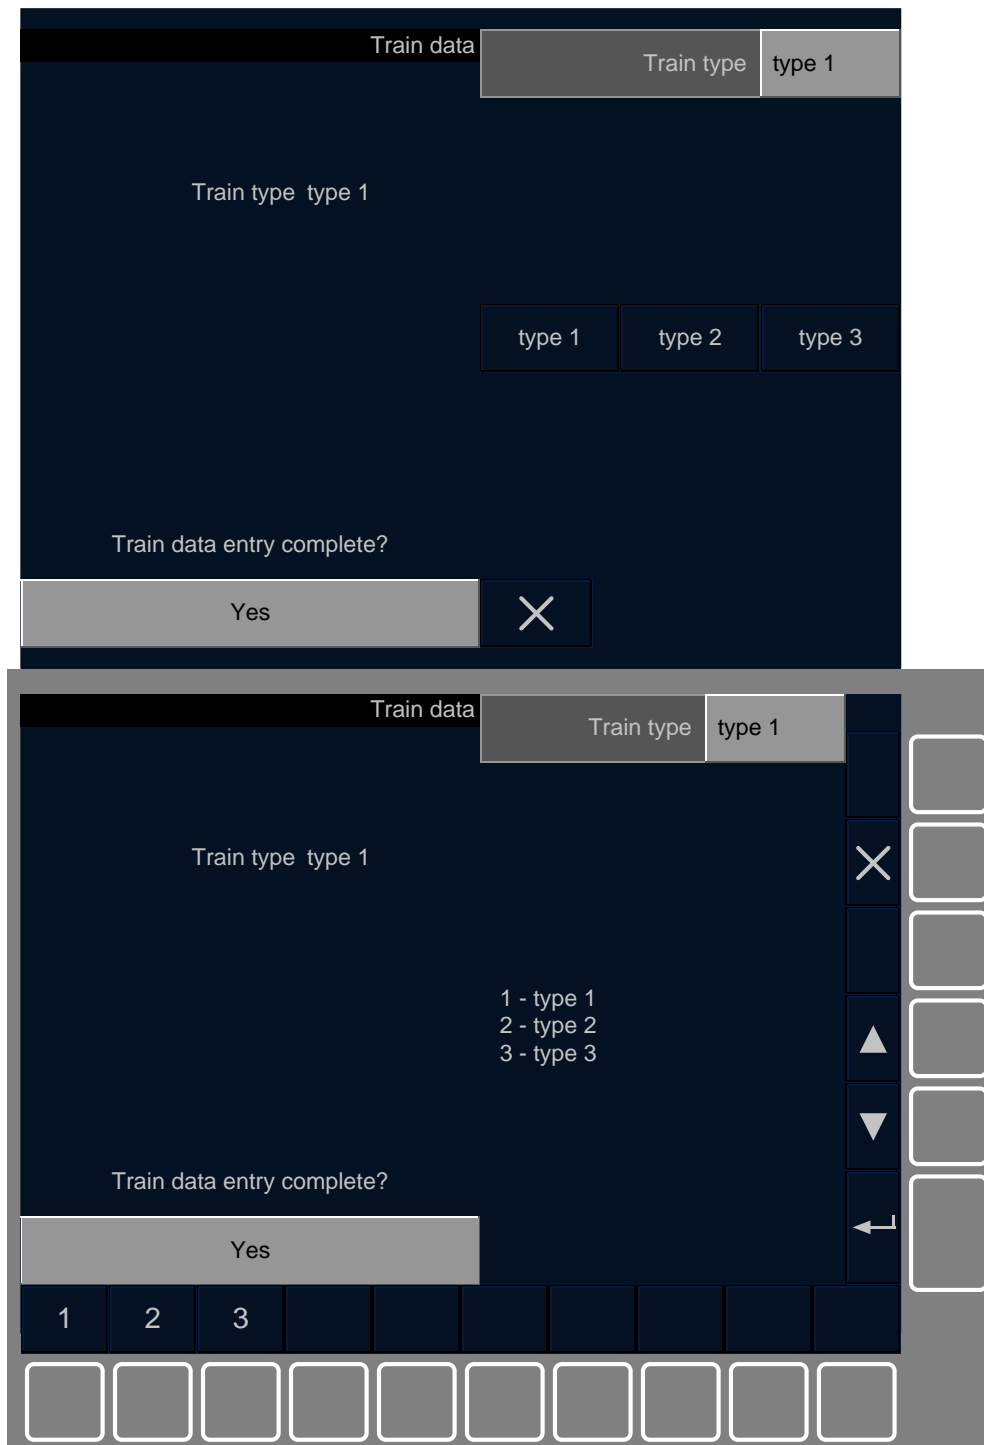 Train data
Train type type 1
Train type type 1
type 1 type 2 type 3
Train data entry complete?
Yes
Train data
Train type type 1
Train type type 1
1 - type 1
2 - type 2
3 - type 3
Train data entry complete?
Yes
1 2 3